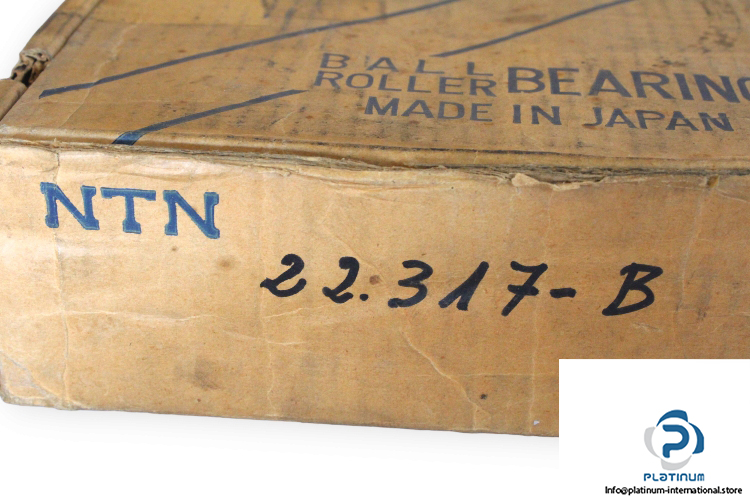 BALL
ROLLER BEARING
MADE IN JAPAN
NTN
22.317-B
PLATINUM
Info@platinum-international.store